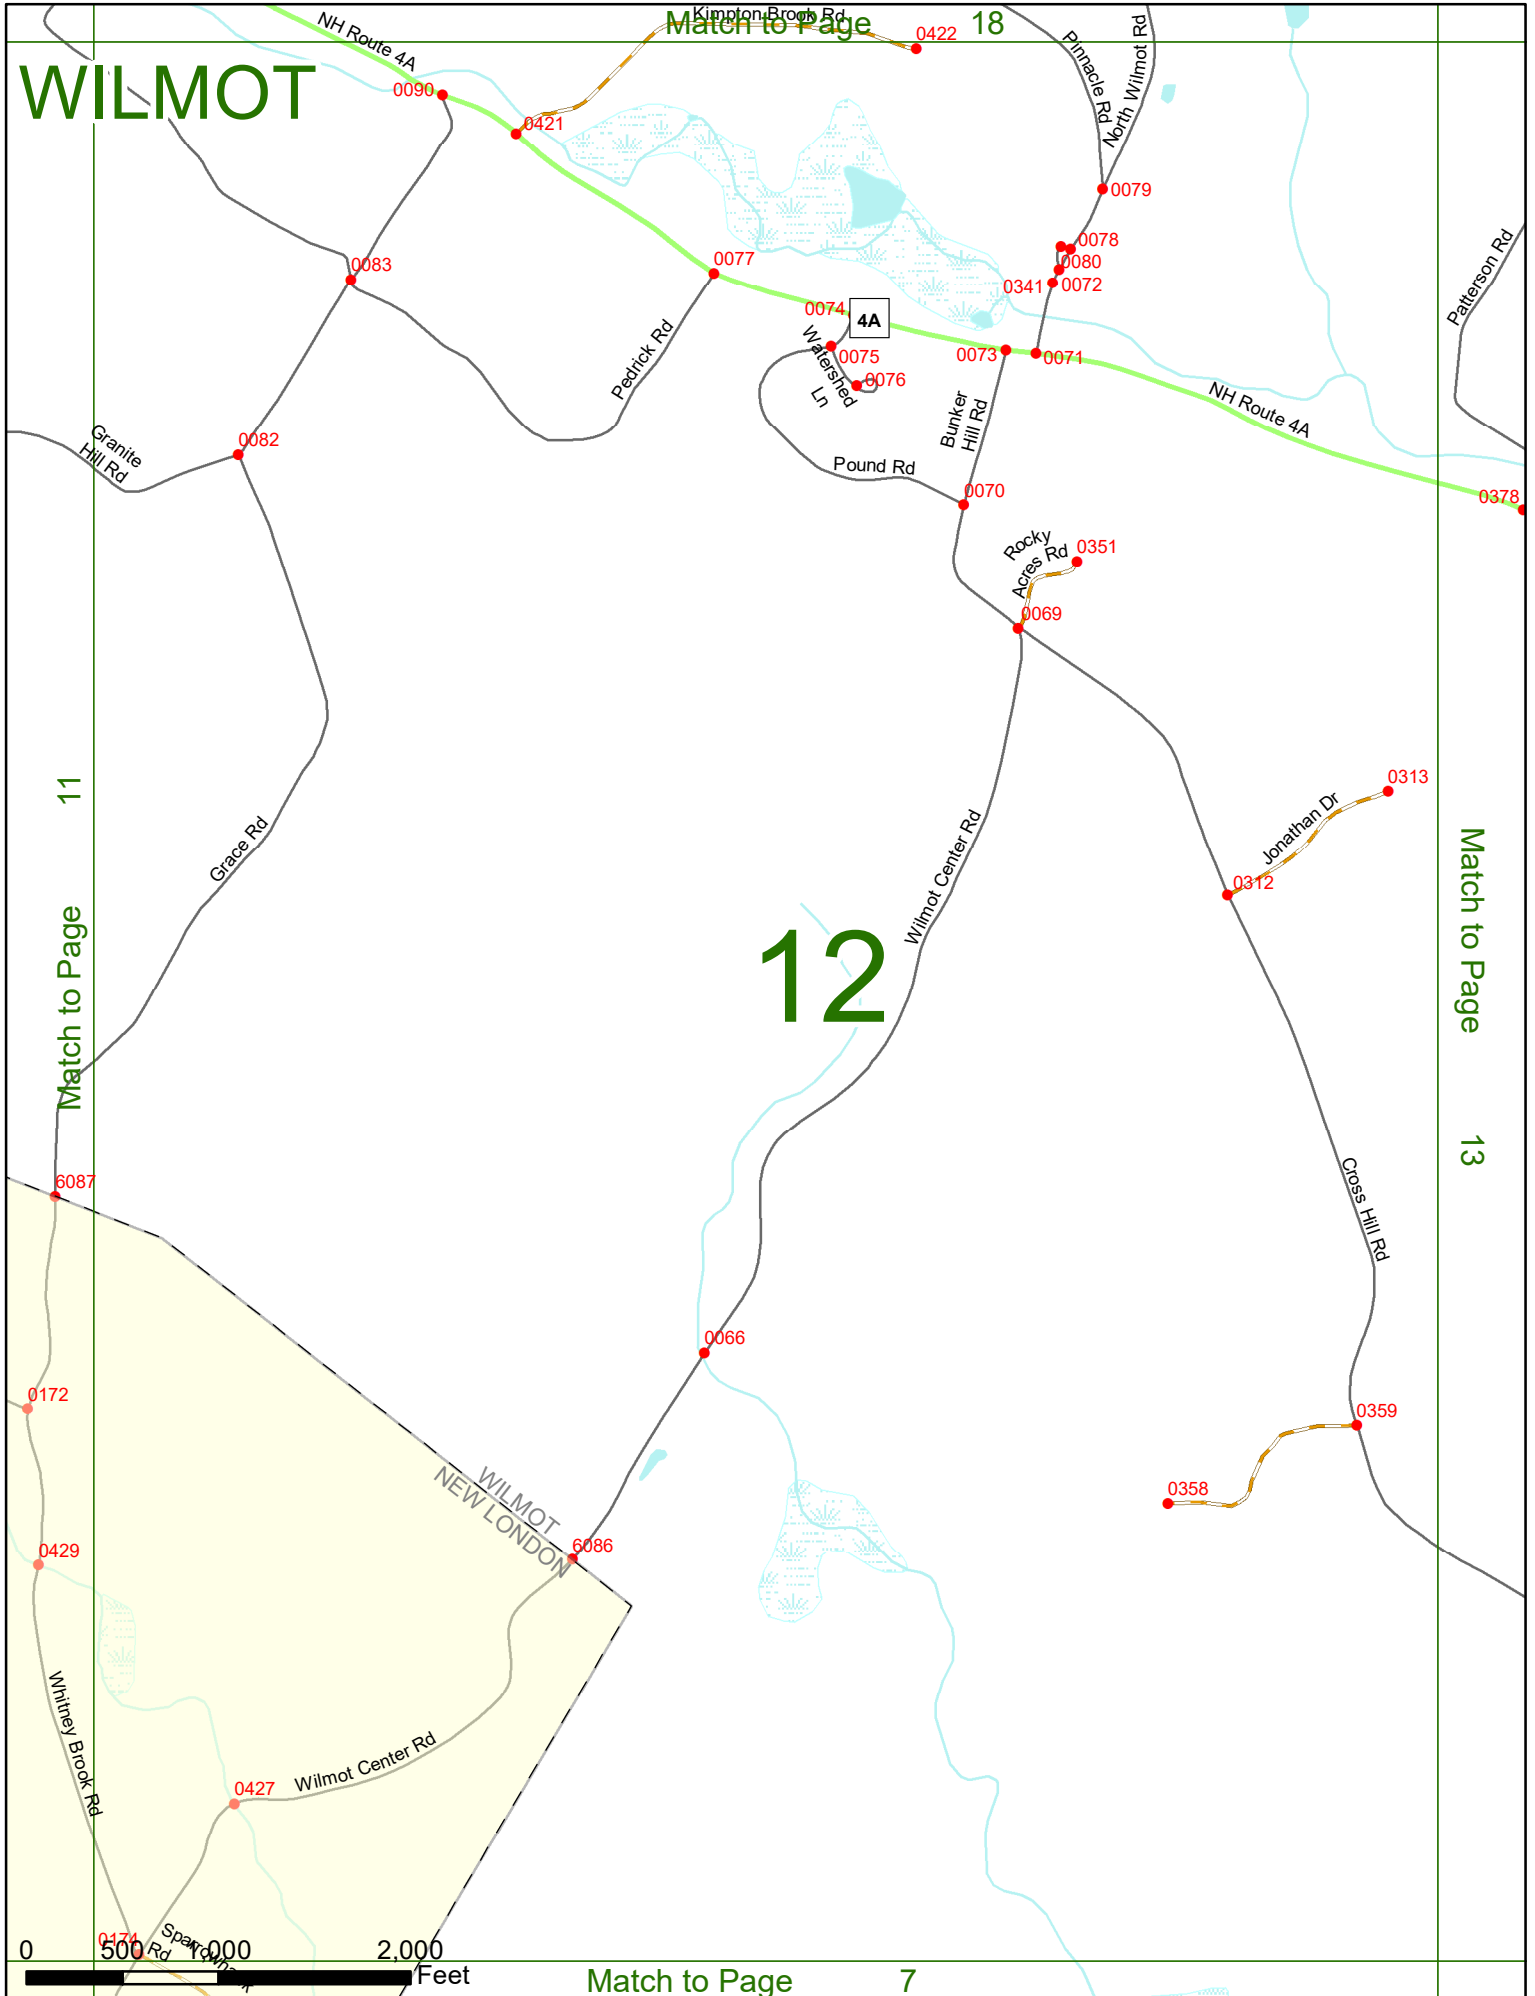 Match to Page 18
Kimpton Brook Rd
NH Route 4A
0422
Pinnacle Rd
North Wilmot Rd
WILMOT
0090
0421
0079
0078
0083
0077
0080
0341
0072
Patterson Rd
0074
4A
Watershed
Ln
0075
0073
0071
0076
Pedrick Rd
NH Route 4A
Bunker
Hill Rd
Granite
Hill Rd
0082
Pound Rd
0070
0378
Rocky
Acres Rd
0351
0069
11
Match to Page
0313
Jonathan Dr
0312
Grace Rd
Wilmot Center Rd
12
Match to Page
13
6087
Cross Hill Rd
0066
0172
0359
WILMOT
NEW LONDON
0358
6086
0429
Whitney Brook Rd
Wilmot Center Rd
0427
0174
Sparrowhawk
Rd
0 500 1,000 2,000
Feet
Match to Page 7